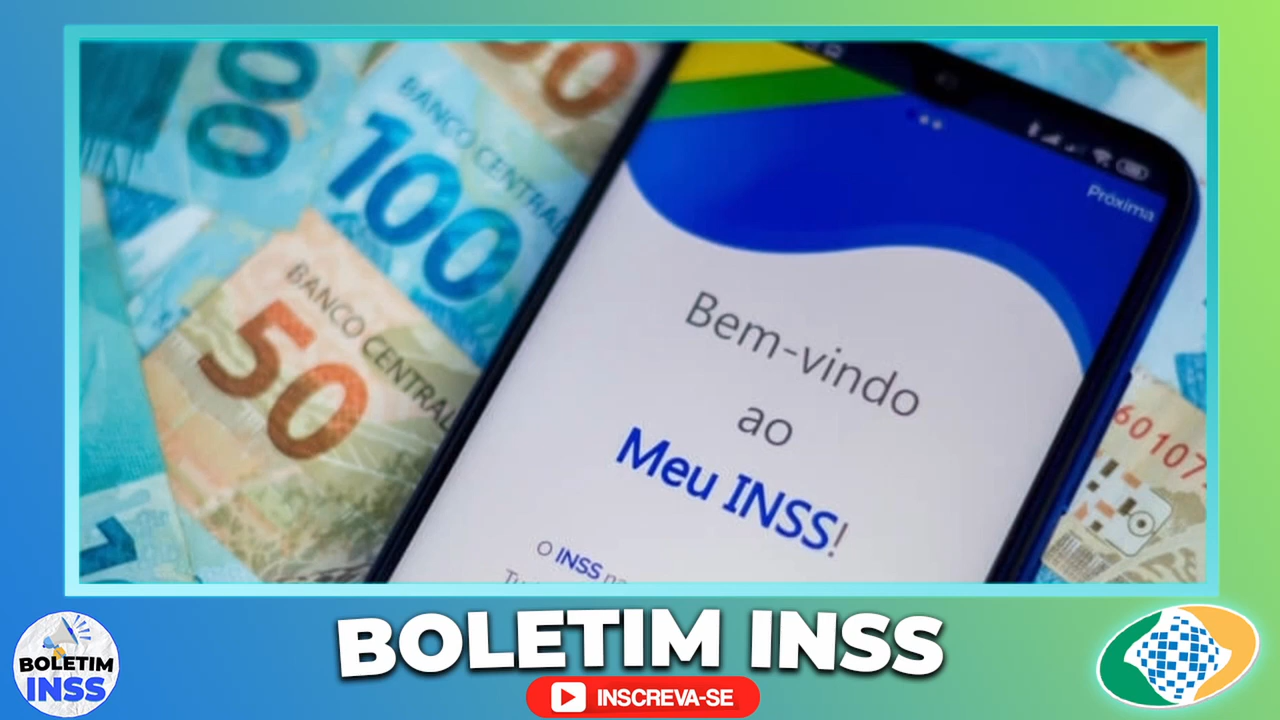 00
50
BANCO CENTRAL
100
BANCO CENTRAL
50
Próxima
Bem-vindo
ao
Meu INSS!
O INSS
60107
BOLETIM INSS
INSCREVA-SE
BOLETIM
INSS